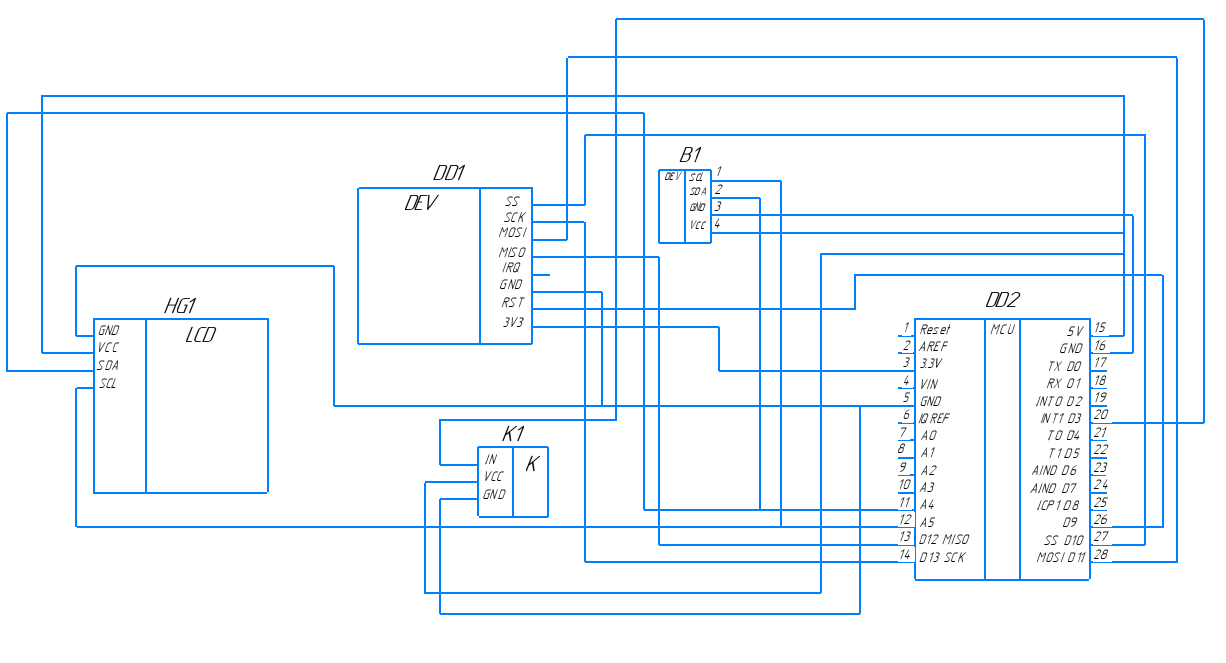 B1
DEV SCL 1
SDA 2
GND 3
VCC 4
DD1
DEV
SS
SCK
MOSI
MISO
IRQ
GND
RST
3V3
HG1
LCD
GND
VCC
SDA
SCL
K1
K
IN
VCC
GND
DD2
MCU
1 Reset
2 AREF
3 3.3V
4 VIN
5 GND
6 IQREF
7 A0
8 A1
9 A2
10 A3
11 A4
12 A5
13 D12 MISO
14 D13 SCK
5V 15
GND 16
TX D0 17
RX D1 18
INT0 D2 19
INT1 D3 20
T0 D4 21
T1 D5 22
AIND D6 23
AIND D7 24
ICP1 D8 25
D9 26
SS D10 27
MOSI D11 28